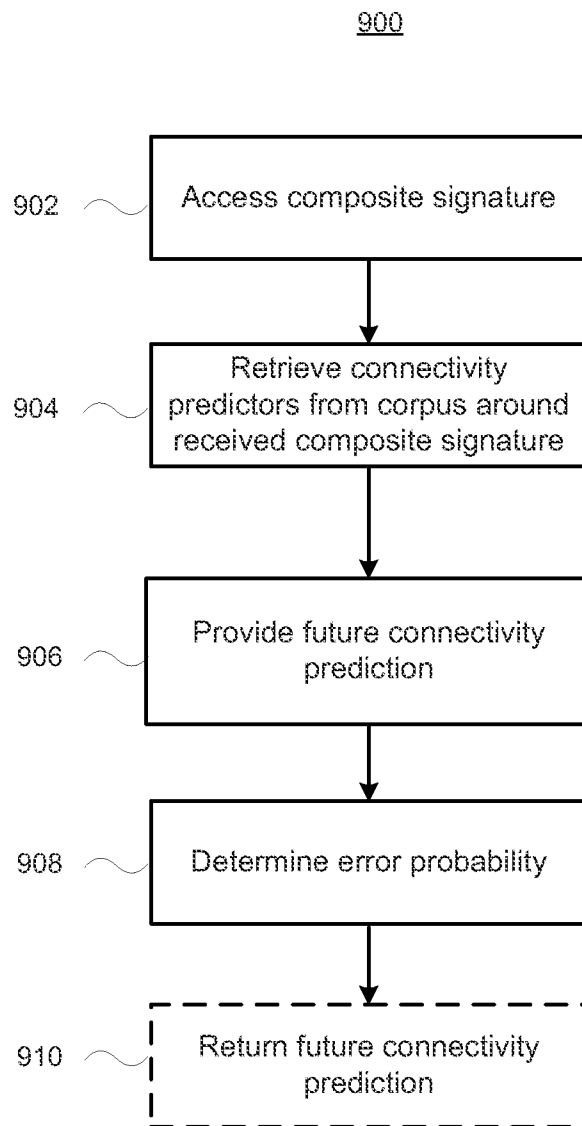 900
902
Access composite signature
904
Retrieve connectivity
predictors from corpus around
received composite signature
906
Provide future connectivity
prediction
908
Determine error probability
910
Return future connectivity
prediction